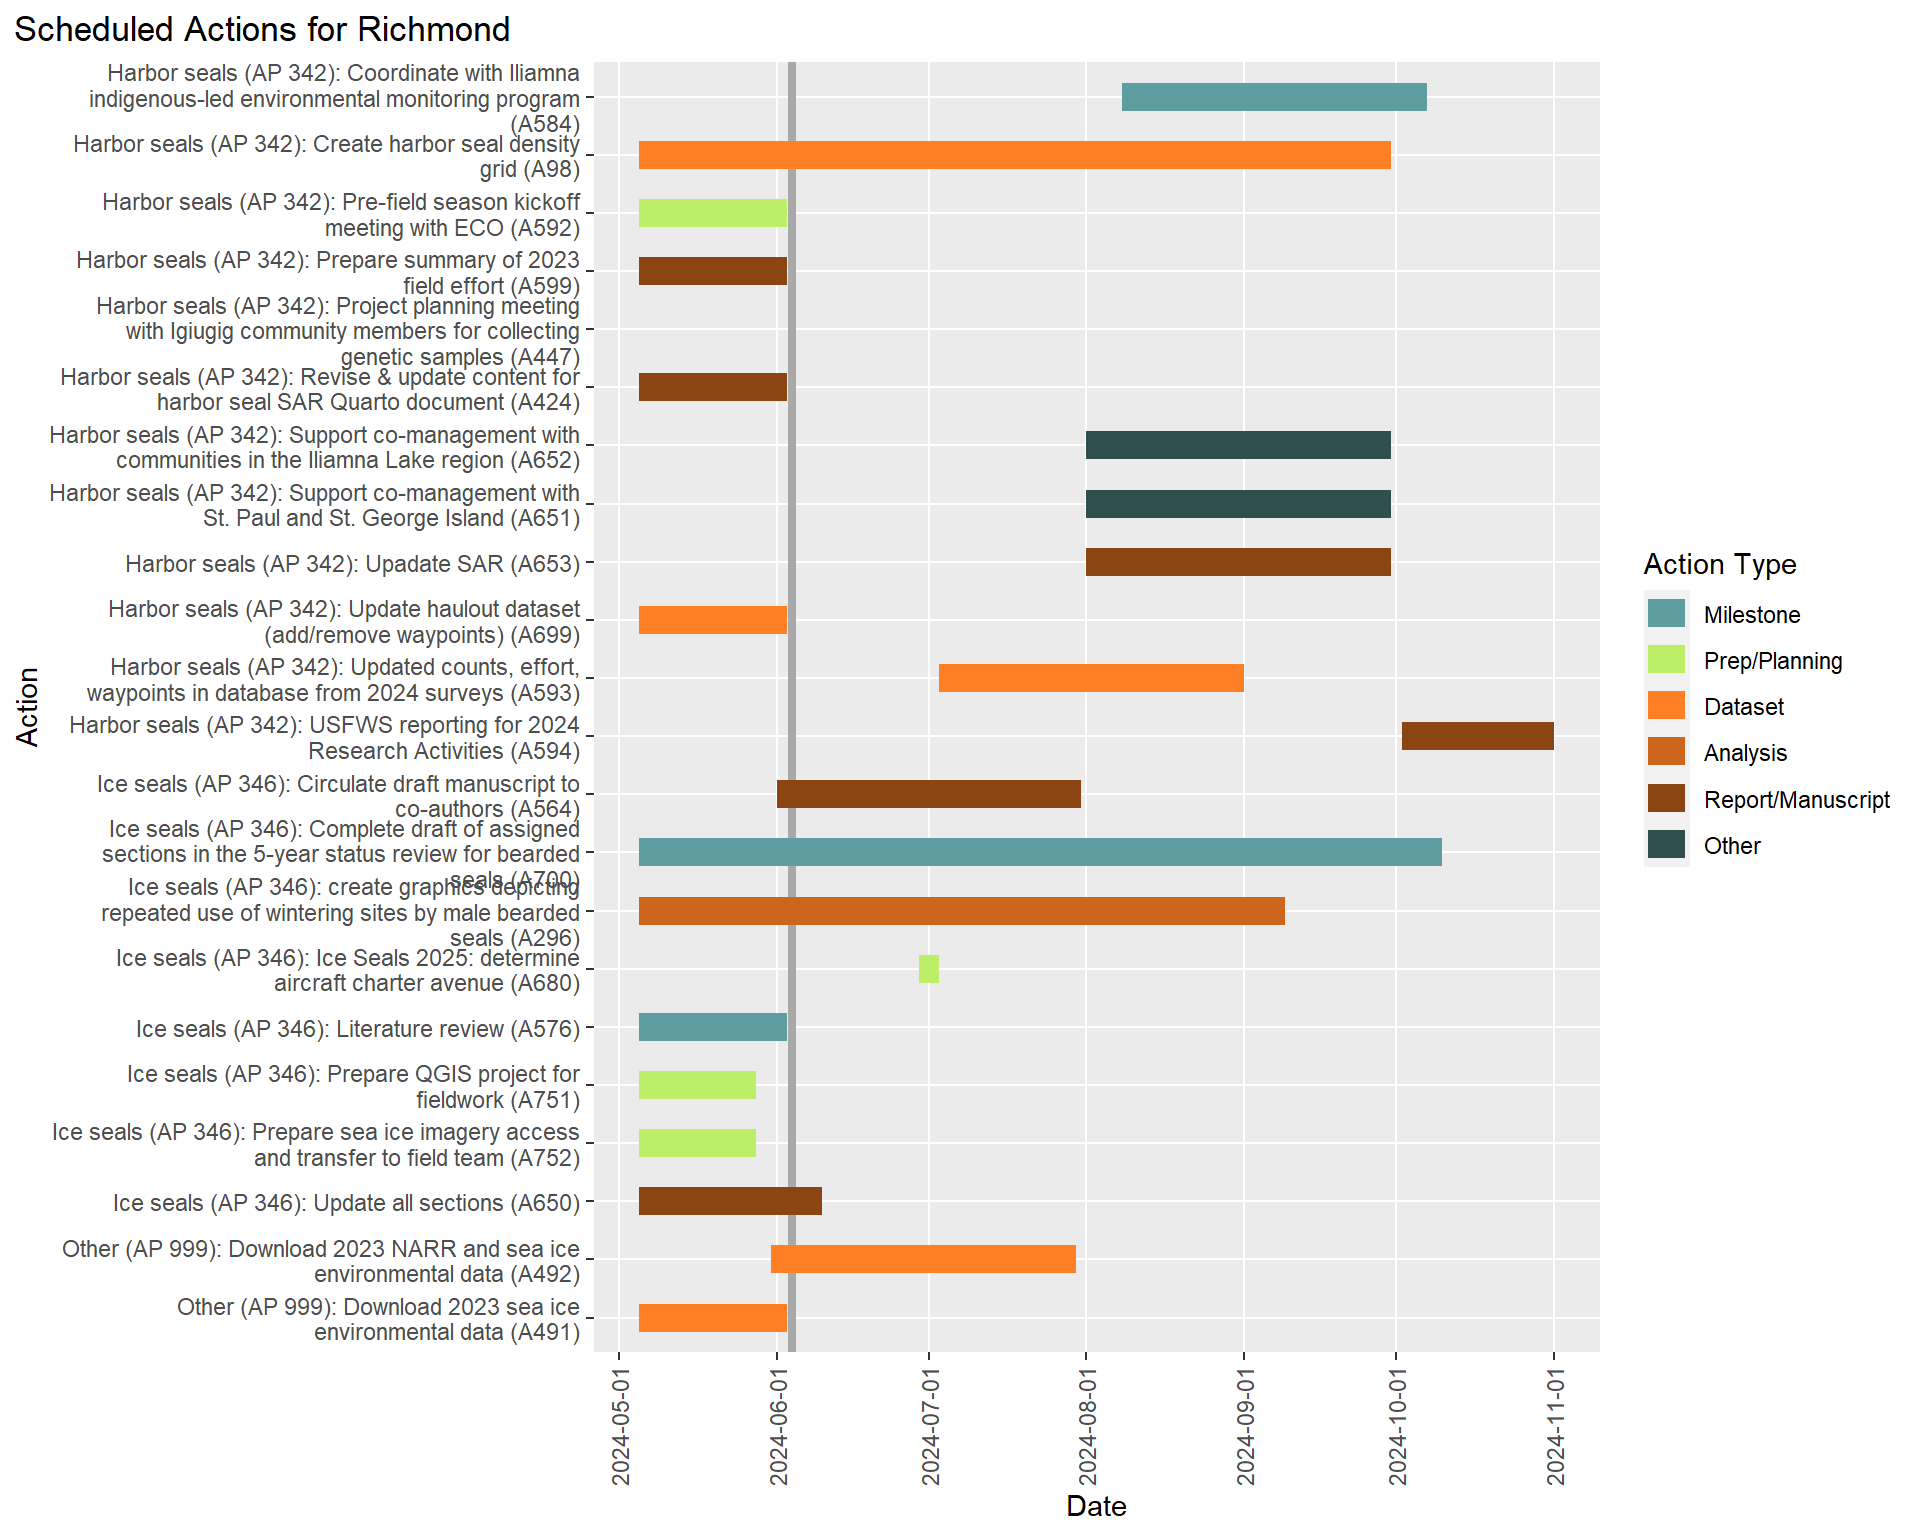 Scheduled Actions for Richmond
Harbor seals (AP 342): Coordinate with Iliamna
indigenous-led environmental monitoring program
(A584)
Harbor seals (AP 342): Create harbor seal density
grid (A98)
Harbor seals (AP 342): Pre-field season kickoff
meeting with ECO (A592)
Harbor seals (AP 342): Prepare summary of 2023
field effort (A599)
Harbor seals (AP 342): Project planning meeting
with Igiugig community members for collecting
genetic samples (A447)
Harbor seals (AP 342): Revise & update content for
harbor seal SAR Quarto document (A424)
Harbor seals (AP 342): Support co-management with
communities in the Iliamna Lake region (A652)
Harbor seals (AP 342): Support co-management with
St. Paul and St. George Island (A651)
Harbor seals (AP 342): Upadate SAR (A653)
Harbor seals (AP 342): Update haulout dataset
(add/remove waypoints) (A699)
Harbor seals (AP 342): Updated counts, effort,
waypoints in database from 2024 surveys (A593)
Harbor seals (AP 342): USFWS reporting for 2024
Research Activities (A594)
Ice seals (AP 346): Circulate draft manuscript to
co-authors (A564)
Ice seals (AP 346): Complete draft of assigned
sections in the 5-year status review for bearded
seals (A700)
Ice seals (AP 346): create graphics depicting
repeated use of wintering sites by male bearded
seals (A296)
Ice seals (AP 346): Ice Seals 2025: determine
aircraft charter avenue (A680)
Ice seals (AP 346): Literature review (A576)
Ice seals (AP 346): Prepare QGIS project for
fieldwork (A751)
Ice seals (AP 346): Prepare sea ice imagery access
and transfer to field team (A752)
Ice seals (AP 346): Update all sections (A650)
Other (AP 999): Download 2023 NARR and sea ice
environmental data (A492)
Other (AP 999): Download 2023 sea ice
environmental data (A491)
Action
2024-05-01
2024-06-01
2024-07-01
2024-08-01
2024-09-01
2024-10-01
2024-11-01
Date
Action Type
Milestone
Prep/Planning
Dataset
Analysis
Report/Manuscript
Other